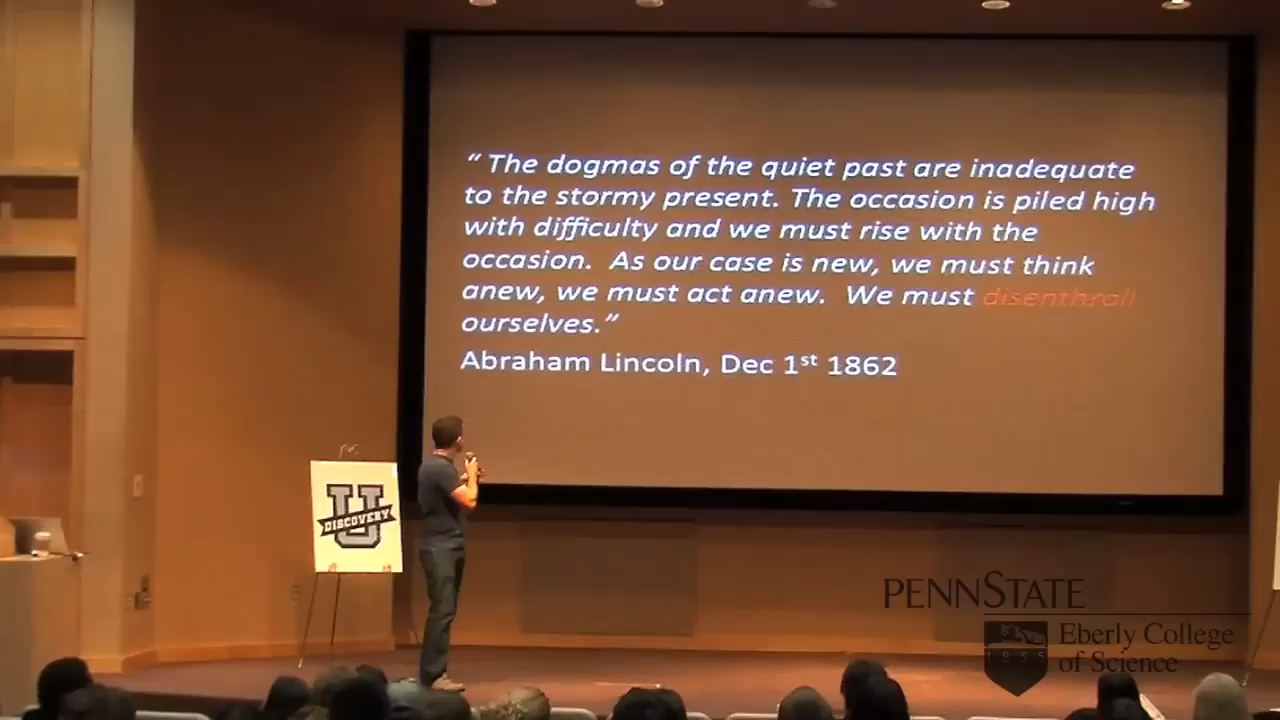 “ The dogmas of the quiet past are inadequate
to the stormy present. The occasion is piled high
with difficulty and we must rise with the
occasion.  As our case is new, we must think
anew, we must act anew.  We must disenthrall
ourselves.”
Abraham Lincoln, Dec 1st 1862
U
DISCOVERY
PENNSTATE
1855
Eberly College
of Science